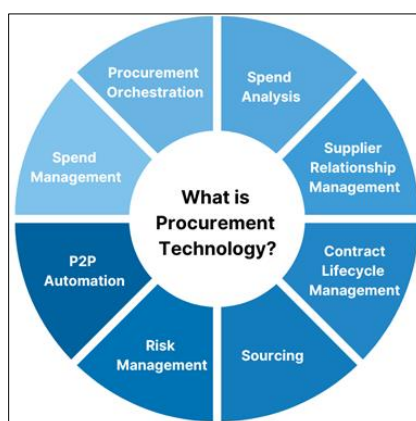 What is
Procurement
Technology?
Procurement
Orchestration
Spend
Analysis
Supplier
Relationship
Management
Contract
Lifecycle
Management
Sourcing
Risk
Management
P2P
Automation
Spend
Management